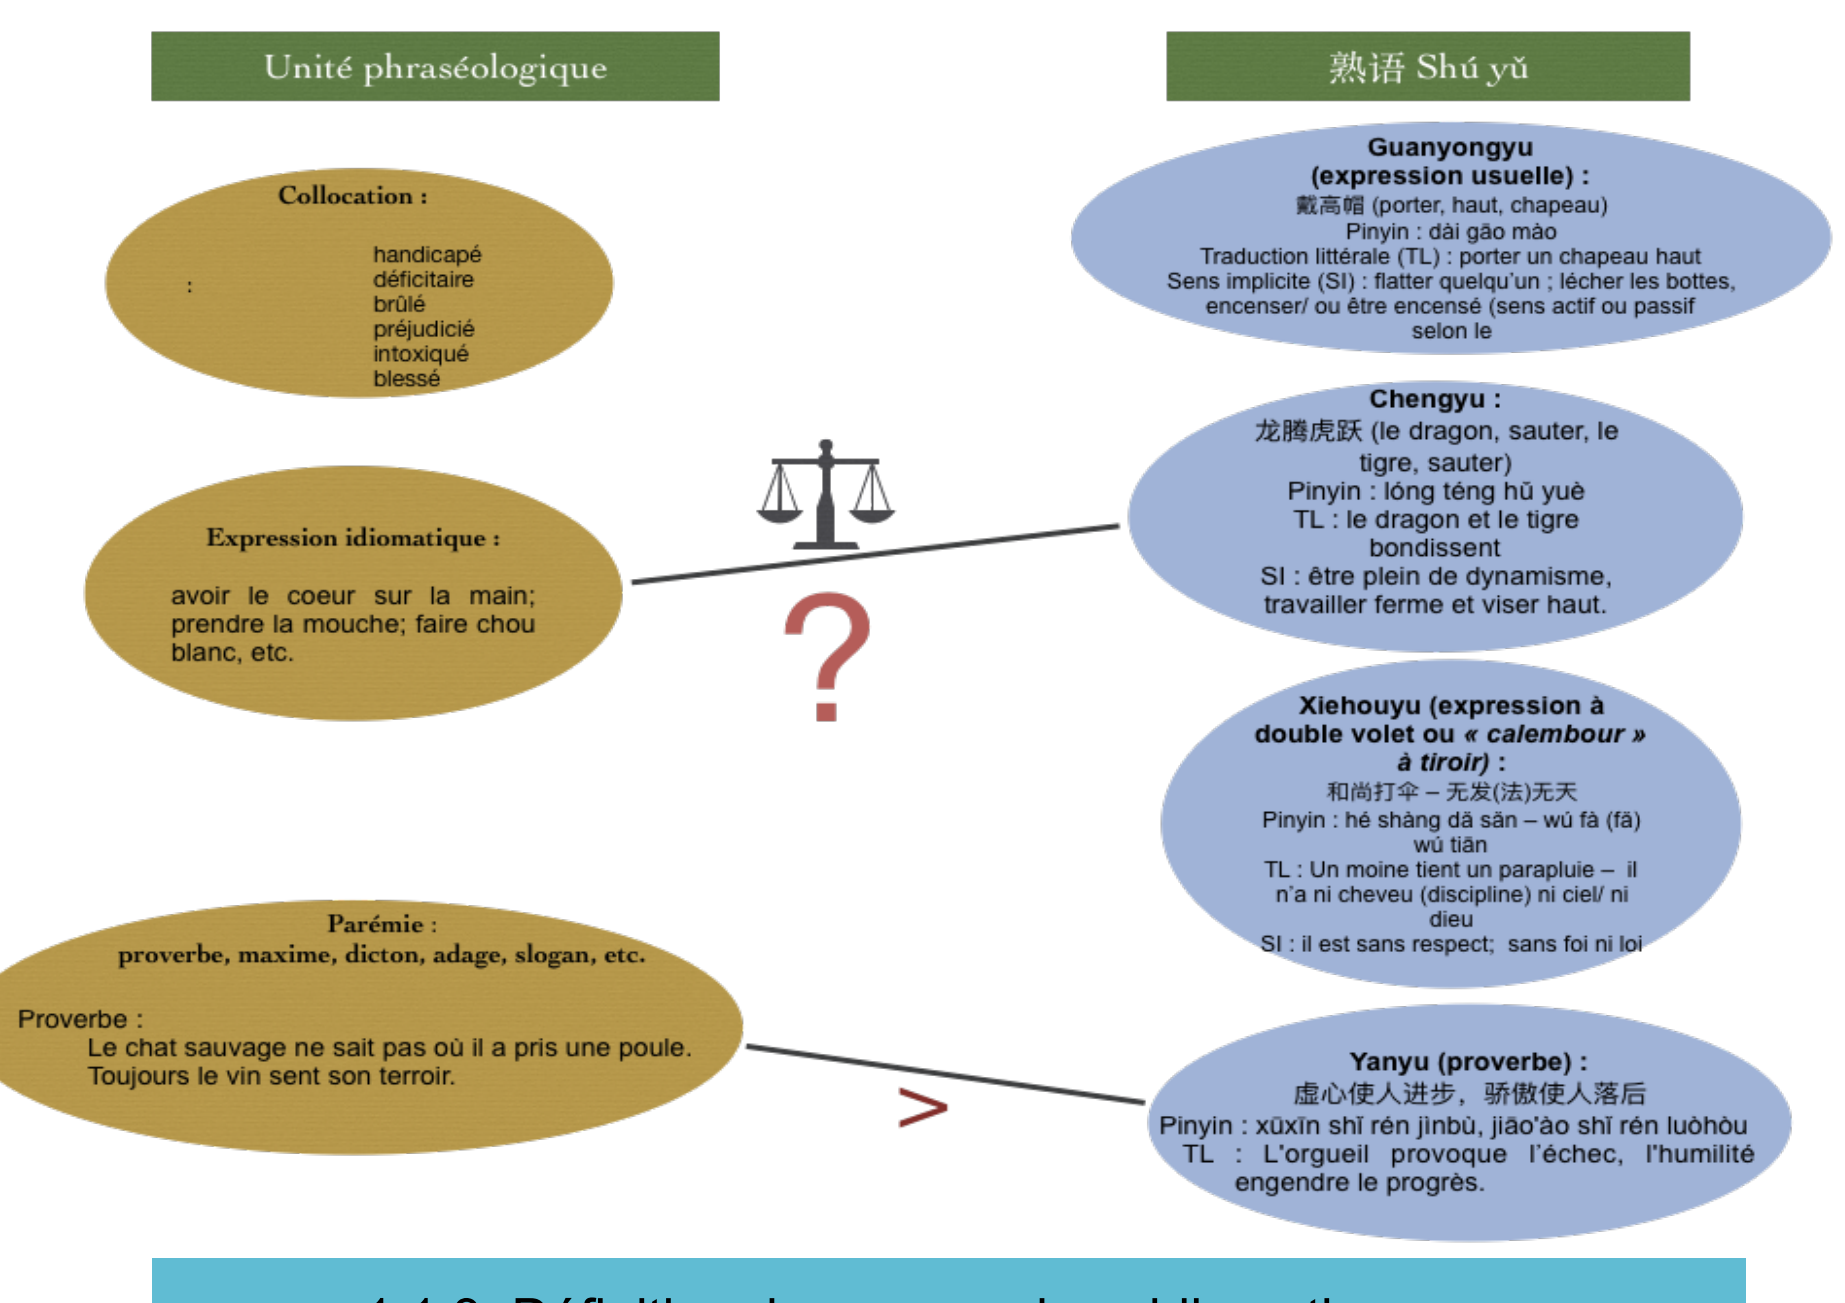 Unité phraséologique
Collocation :
handicapé
déficitaire
:
brûlé
préjudicié
intoxiqué
blessé
Expression idiomatique :
avoir le coeur sur la main;
prendre la mouche; faire chou
blanc, etc.
Parémie :
proverbe, maxime, dicton, adage, slogan, etc.
Proverbe :
Le chat sauvage ne sait pas où il a pris une poule.
Toujours le vin sent son terroir.
?
>
熟语 Shú yǔ
Guanyongyu
(expression usuelle) :
戴高帽 (porter, haut, chapeau)
Pinyin : dài gāo mào
Traduction littérale (TL) : porter un chapeau haut
Sens implicite (SI) : flatter quelqu'un ; lécher les bottes,
encenser/ ou être encensé (sens actif ou passif
selon le
Chengyu :
龙腾虎跃 (le dragon, sauter, le
tigre, sauter)
Pinyin : lóng téng hŭ yuè
TL : le dragon et le tigre
bondissent
SI : être plein de dynamisme,
travailler ferme et viser haut.
Xiehouyu (expression à
double volet ou « calembour »
à tiroir) :
和尚打伞 – 无发(法)无天
Pinyin : hé shàng dă săn – wú fà (fă)
wú tiān
TL : Un moine tient un parapluie – il
n'a ni cheveu (discipline) ni ciel/ ni
dieu
SI : il est sans respect; sans foi ni loi
Yanyu (proverbe) :
虚心使人进步，骄傲使人落后
Pinyin : xūxīn shĭ rén jìnbù, jiāo'ào shĭ rén luòhòu
TL : L'orgueil provoque l'échec, l'humilité
engendre le progrès.